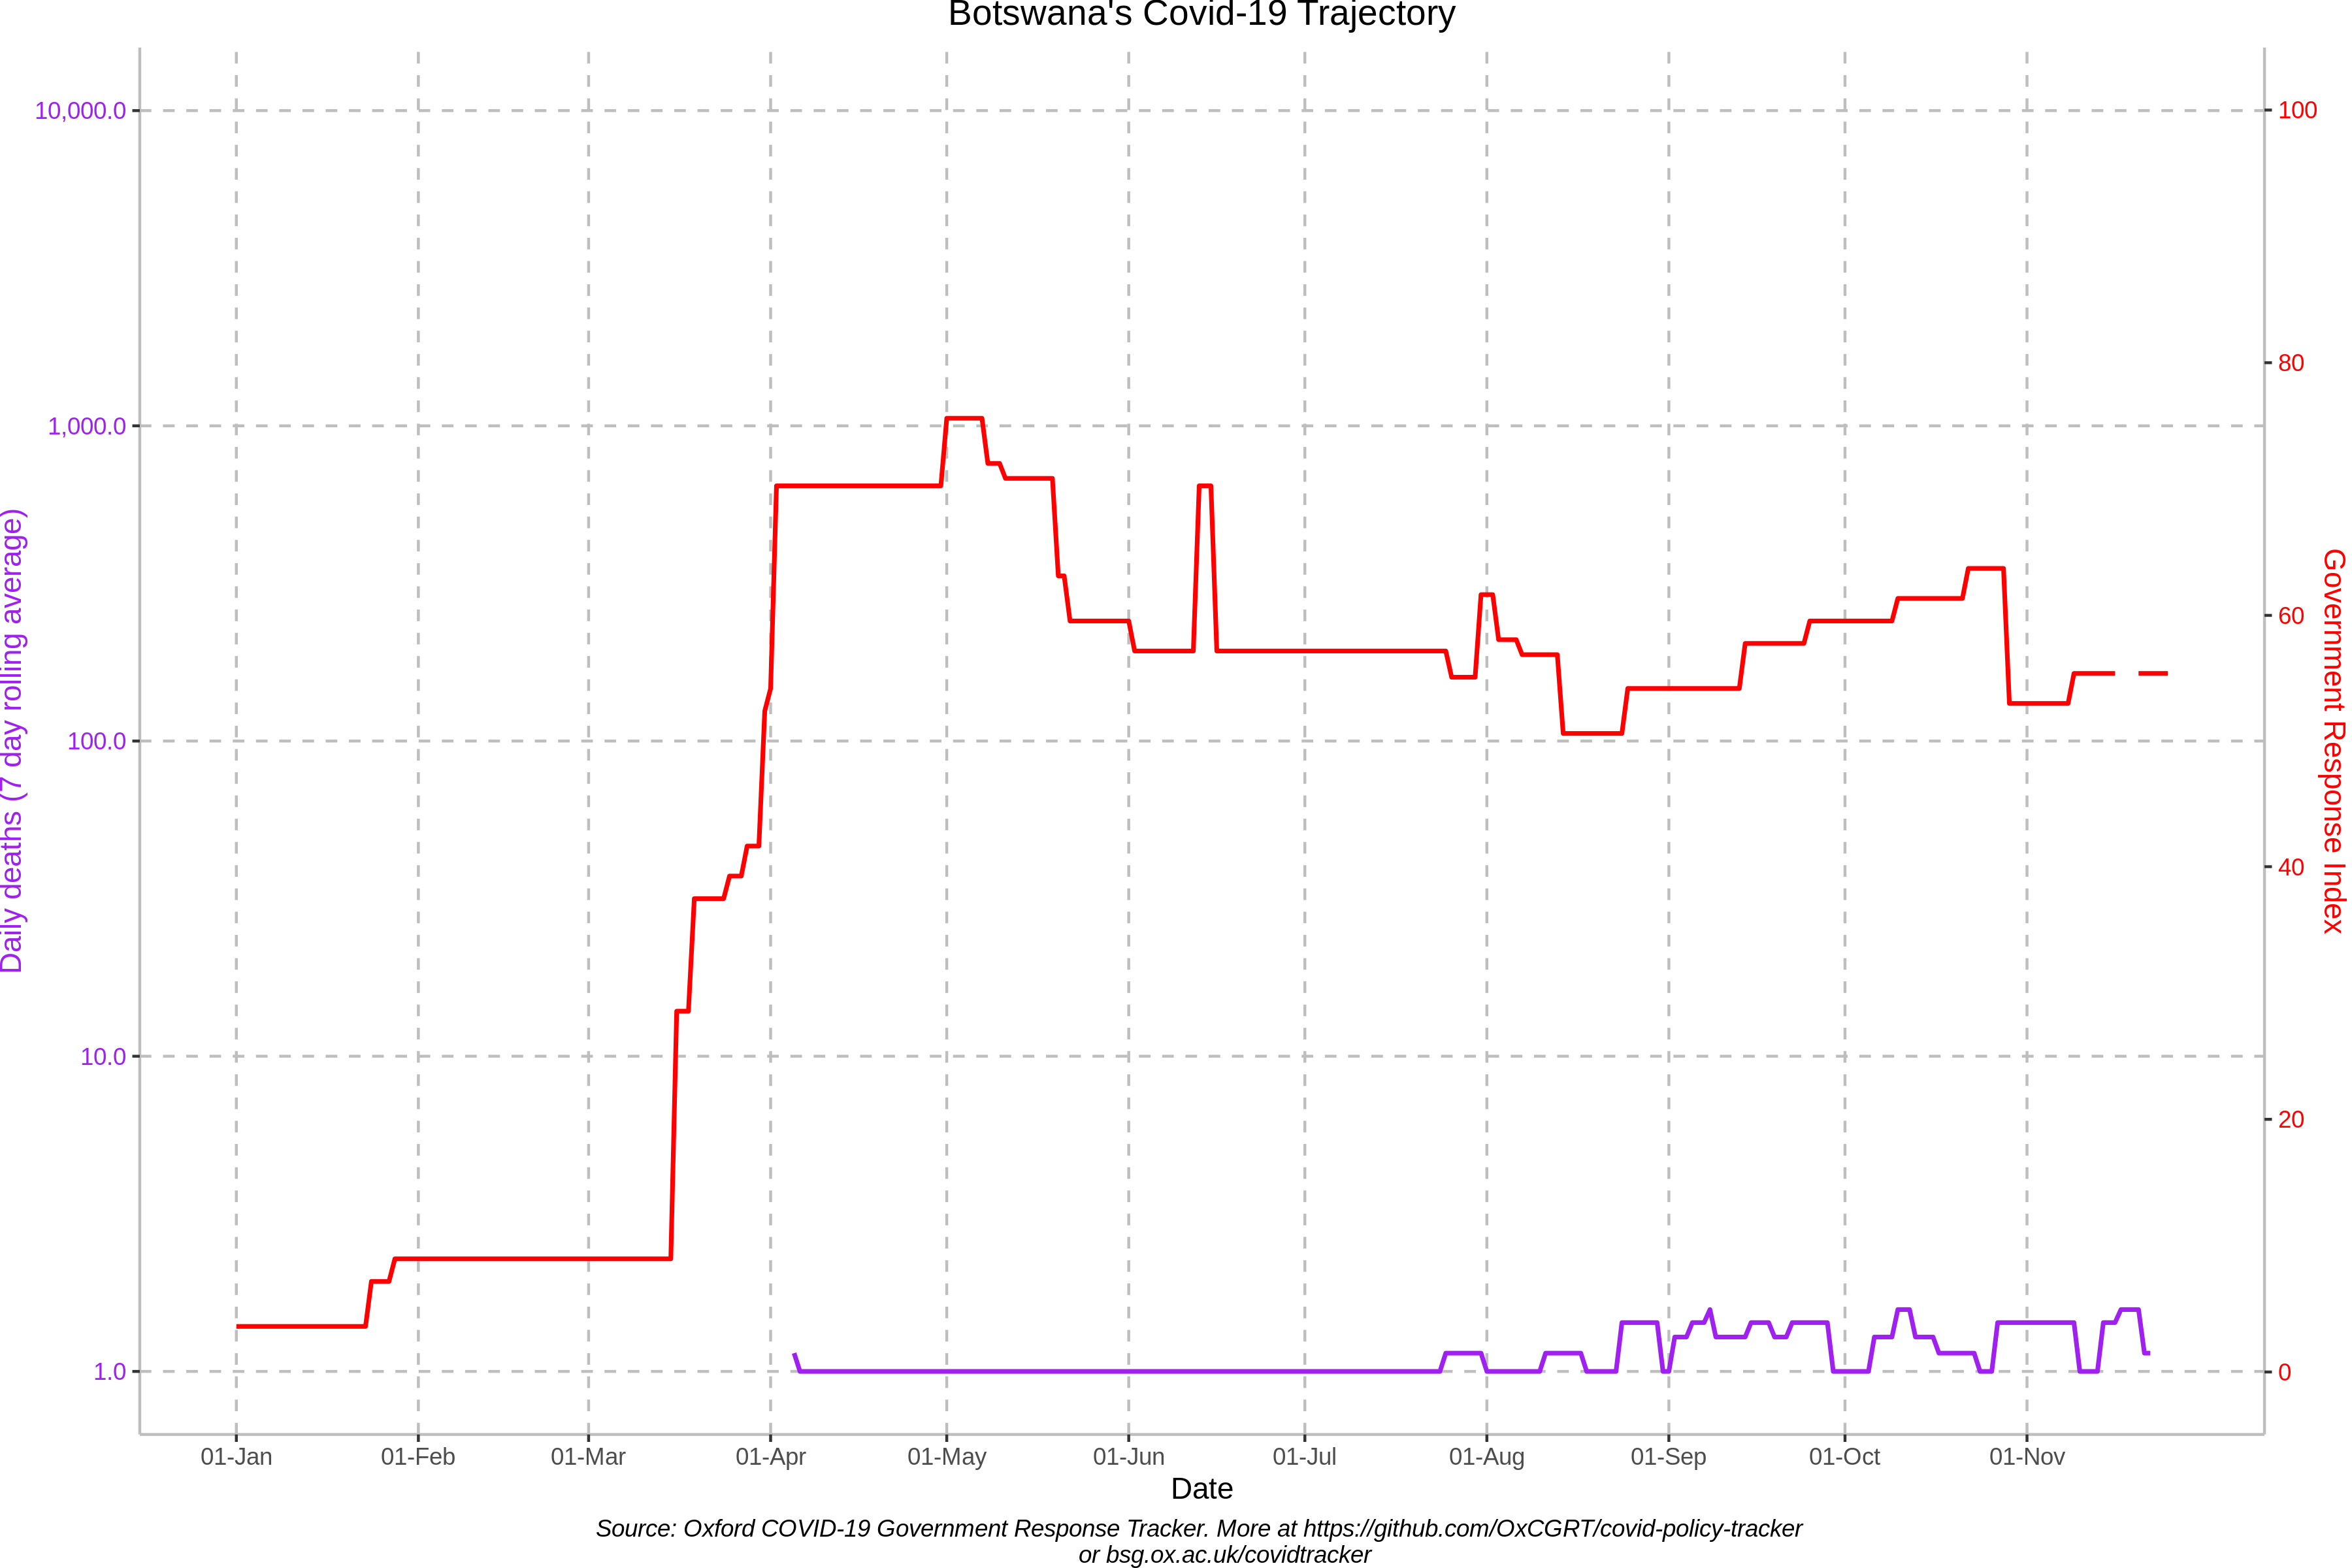 Botswana's Covid-19 Trajectory
10,000.0
1,000.0
100.0
10.0
1.0
Daily deaths (7 day rolling average)
100
80
60
40
20
0
Government Response Index
01-Jan 01-Feb 01-Mar 01-Apr 01-May 01-Jun 01-Jul 01-Aug 01-Sep 01-Oct 01-Nov
Date
Source: Oxford COVID-19 Government Response Tracker. More at https://github.com/OxCGRT/covid-policy-tracker
or bsg.ox.ac.uk/covidtracker